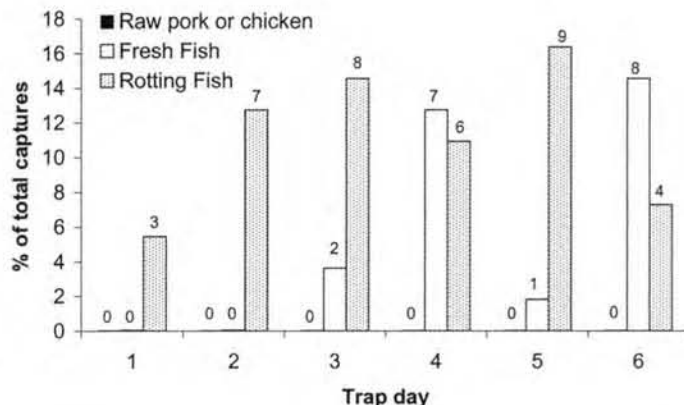 18
16
14
12
10
8
6
4
2
0
% of total captures
Raw pork or chicken
Fresh Fish
Rotting Fish
0 0 3
0 0 7
0 2 8
0 7 6
0 1 9
0 8 4
1 2 3 4 5 6
Trap day